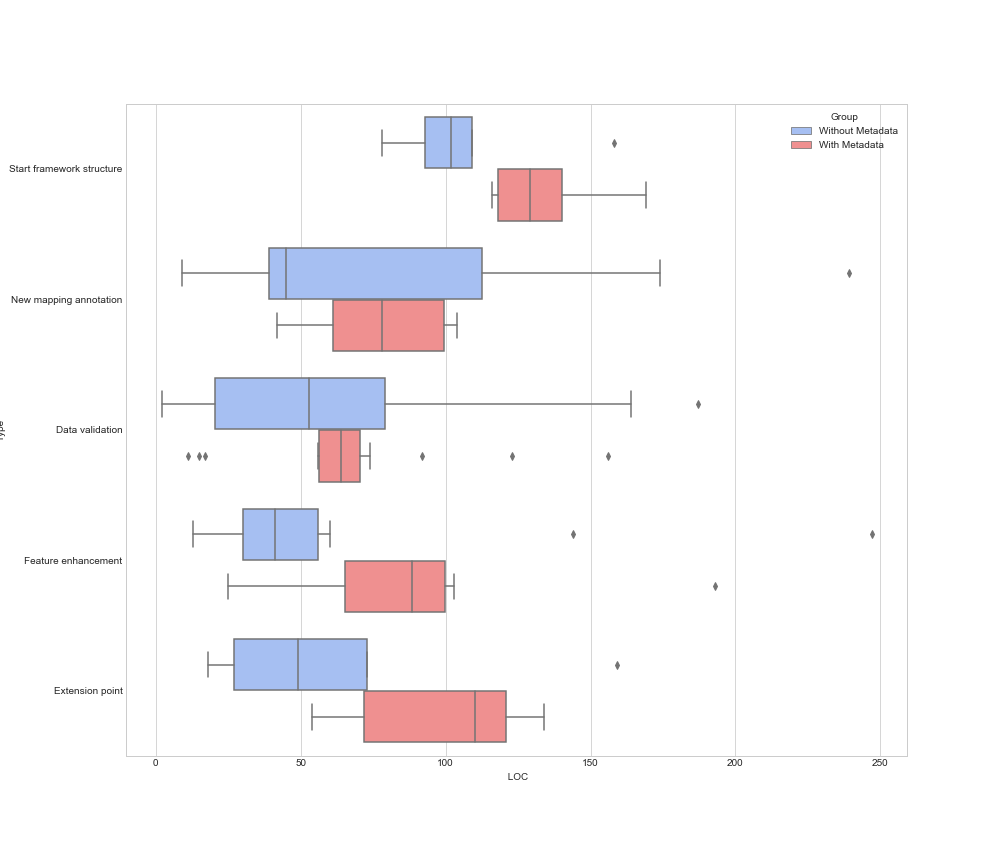 Group
Without Metadata
With Metadata
Start framework structure
New mapping annotation
Data validation
Feature enhancement
Extension point
0 50 100 150 200 250
LOC